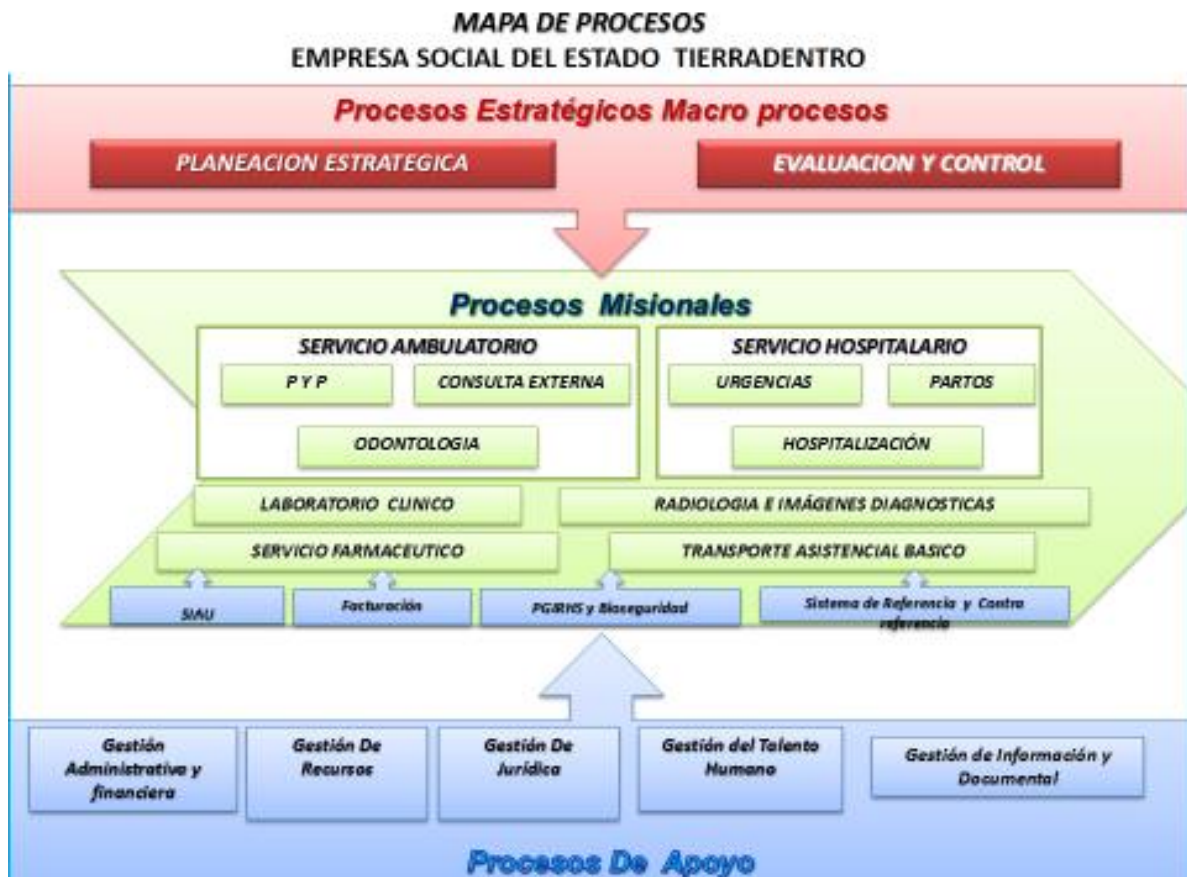 MAPA DE PROCESOS
EMPRESA SOCIAL DEL ESTADO TIERRADENTRO
Procesos Estratégicos Macro procesos
PLANEACION ESTRATEGICA
EVALUACION Y CONTROL
Procesos Misionales
SERVICIO AMBULATORIO
P Y P
CONSULTA EXTERNA
ODONTOLOGIA
SERVICIO HOSPITALARIO
URGENCIAS
PARTOS
HOSPITALIZACIÓN
LABORATORIO CLINICO
RADIOLOGIA E IMÁGENES DIAGNOSTICAS
SERVICIO FARMACEUTICO
TRANSPORTE ASISTENCIAL BASICO
SIAU
Facturación
PGIRHS y Bioseguridad
Sistema de Referencia y Contra
referencia
Gestión
Administrativa y
financiera
Gestión De
Recursos
Gestión De
Jurídica
Gestión del Talento
Humano
Gestión de Información y
Documental
Procesos De Apoyo